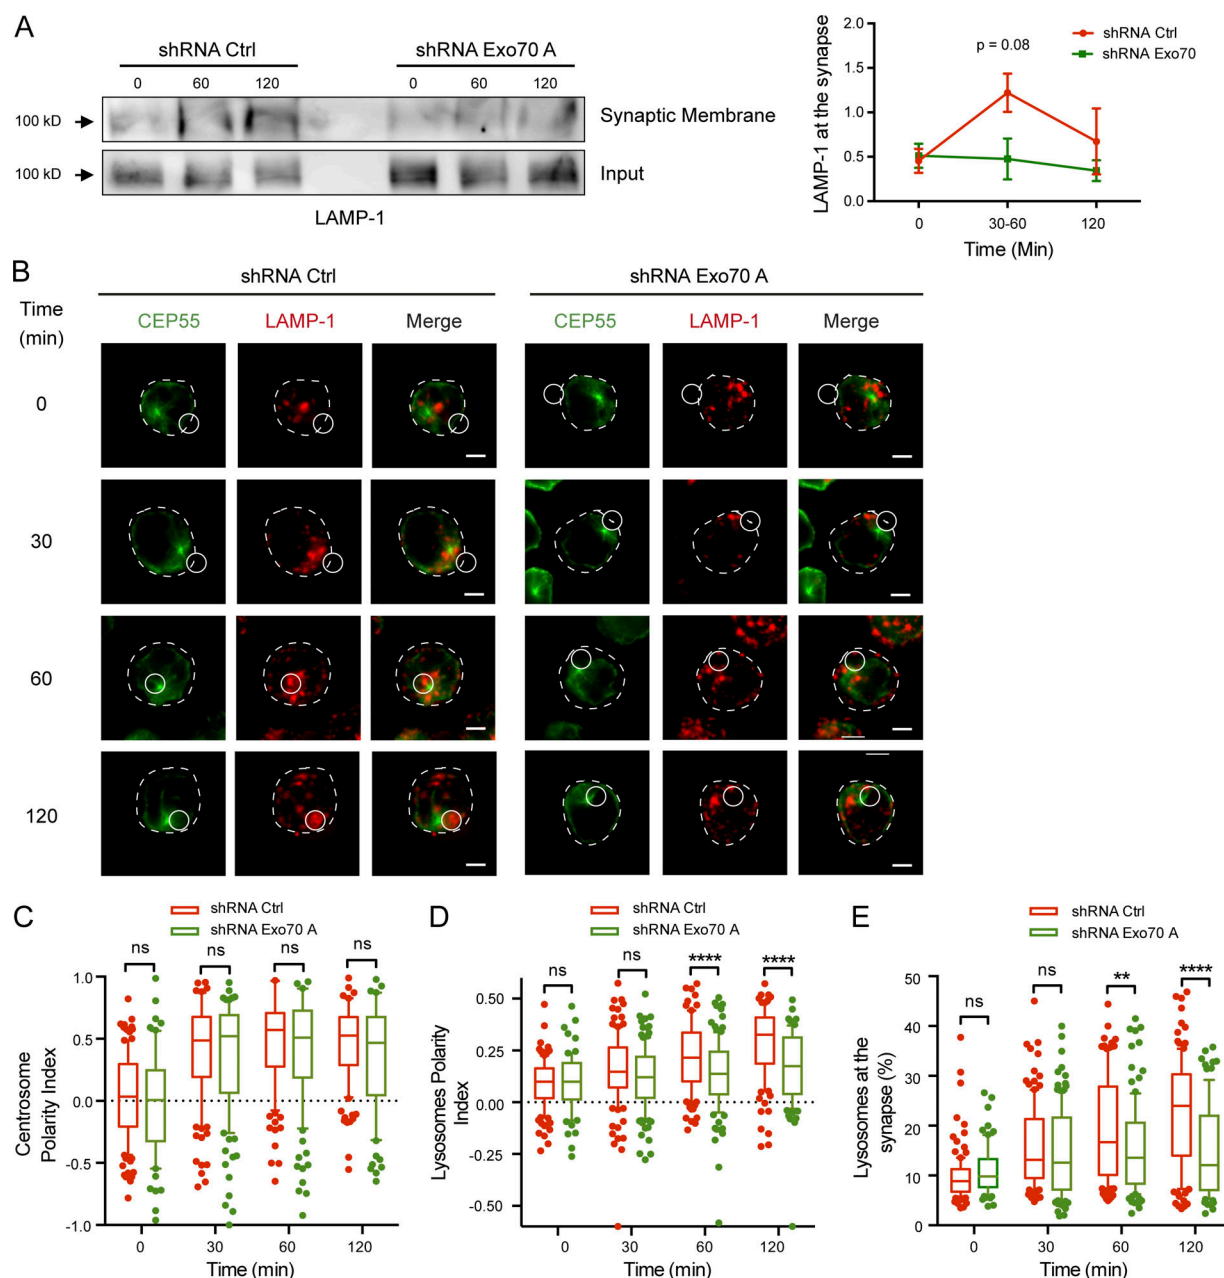 A
shRNA Ctrl
shRNA Exo70 A
0 60 120 0 60 120
100 kD
Synaptic Membrane
100 kD
Input
LAMP-1
LAMP-1 at the synapse
2.0
1.5
1.0
0.5
0.0
p = 0.08
shRNA Ctrl
shRNA Exo70
0 30-60 120
Time (Min)
B
shRNA Ctrl
shRNA Exo70 A
Time
(min)
CEP55 LAMP-1 Merge CEP55 LAMP-1 Merge
0
30
60
120
C
shRNA Ctrl
shRNA Exo70 A
ns ns ns ns
Centrosome
Polarity Index
1.0
0.5
0.0
-0.5
-1.0
0 30 60 120
Time (min)
D
shRNA Ctrl
shRNA Exo70 A
ns ns **** ****
Lysosomes Polarity
Index
0.50
0.25
0.00
-0.25
-0.50
0 30 60 120
Time (min)
E
shRNA Ctrl
shRNA Exo70 A
ns ns ** ****
Lysosomes at the
synapse (%)
50
40
30
20
10
0
0 30 60 120
Time (min)